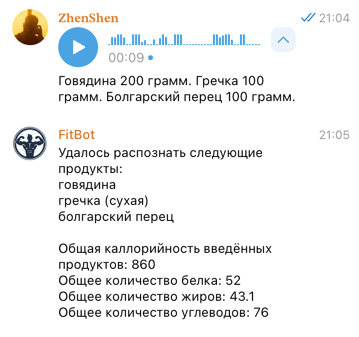 ZhenShen 21:04
00:09
Говядина 200 грамм. Гречка 100
грамм. Болгарский перец 100 грамм.
FitBot 21:05
Удалось распознать следующие
продукты:
говядина
гречка (сухая)
болгарский перец
Общая каллорийность введённых
продуктов: 860
Общее количество белка: 52
Общее количество жиров: 43.1
Общее количество углеводов: 76